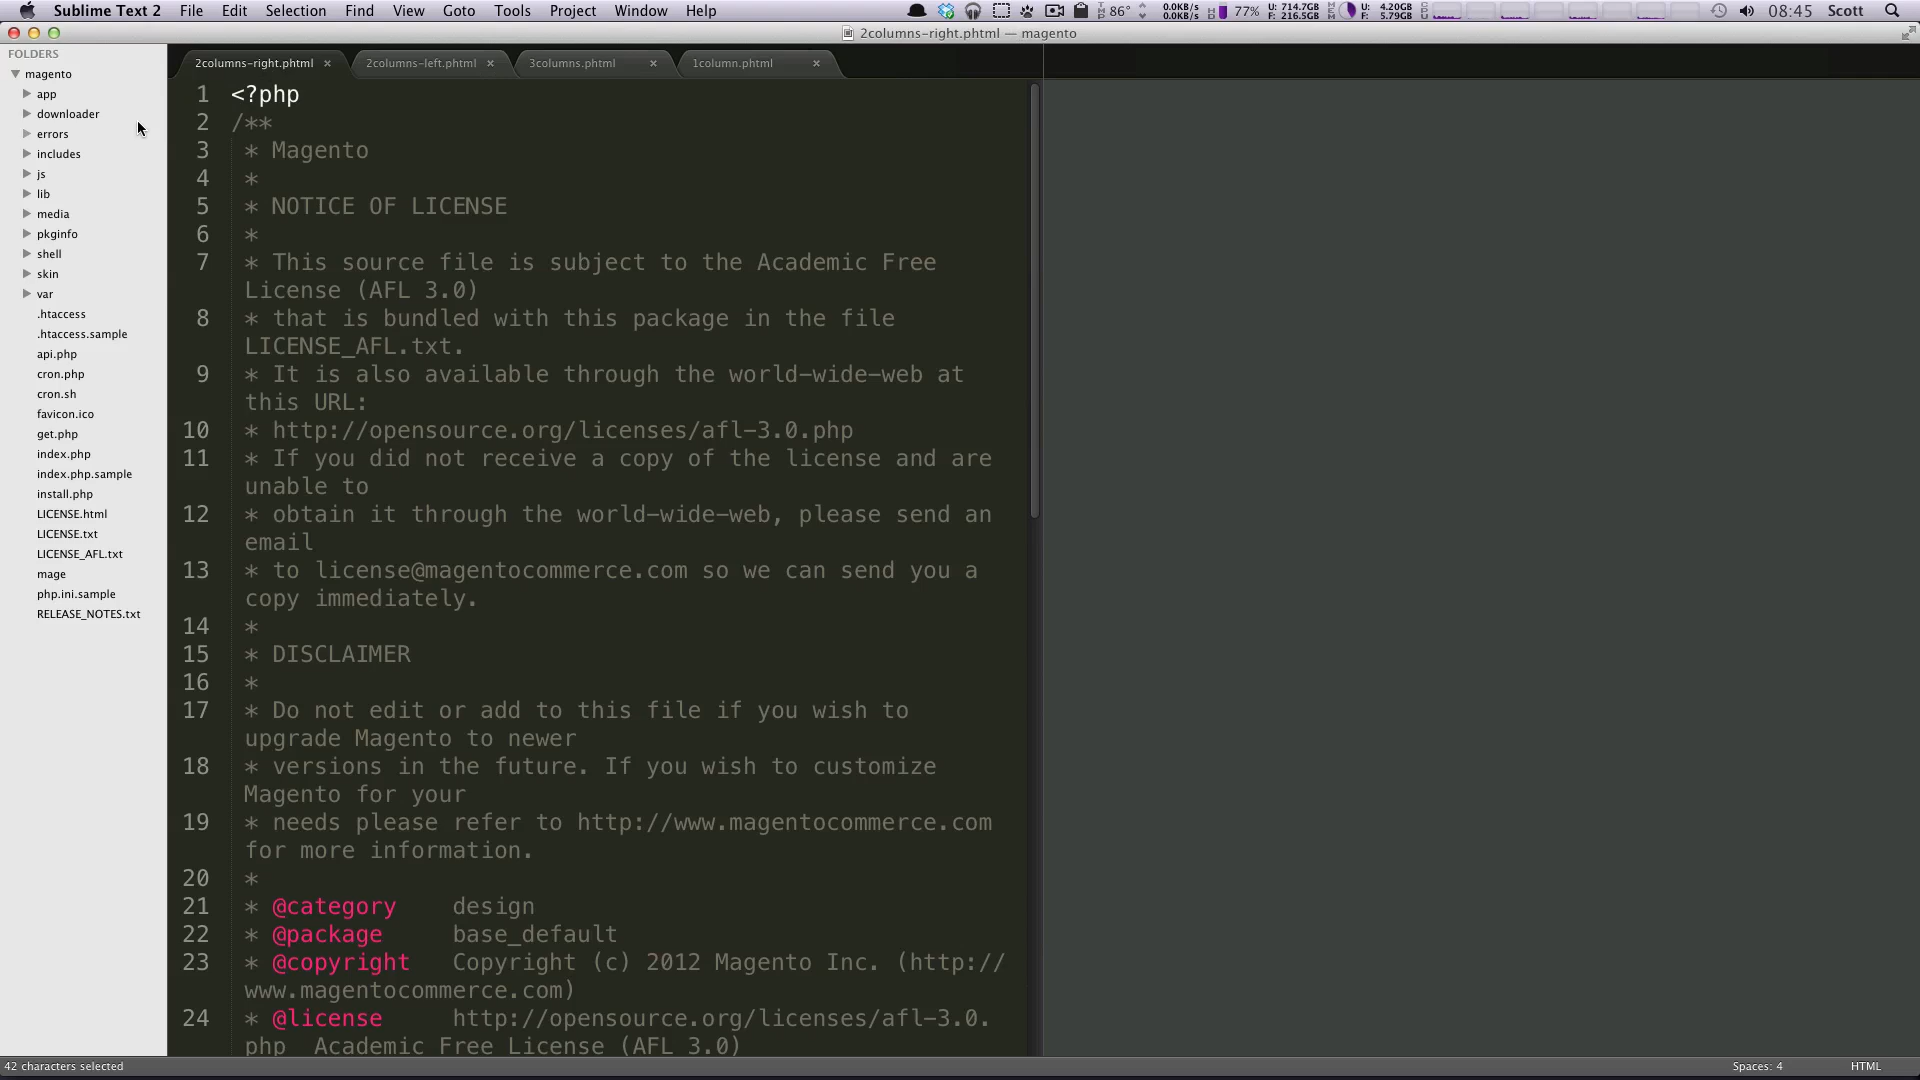 Sublime Text 2 File Edit Selection Find View Goto Tools Project Window Help 86° 0.0KB/s 0.0KB/s 77% U: 714.7GB F: 216.5GB U: 4.20GB F: 5.79GB 08:45 Scott
2columns-right.phtml — magento
FOLDERS
magento
app
downloader
errors
includes
js
lib
media
pkginfo
shell
skin
var
.htaccess
.htaccess.sample
api.php
cron.php
cron.sh
favicon.ico
get.php
index.php
index.php.sample
install.php
LICENSE.html
LICENSE.txt
LICENSE_AFL.txt
mage
php.ini.sample
RELEASE_NOTES.txt
2columns-right.phtml × 2columns-left.phtml × 3columns.phtml × 1column.phtml ×
1 <?php
2 /**
3 * Magento
4 *
5 * NOTICE OF LICENSE
6 *
7 * This source file is subject to the Academic Free
License (AFL 3.0)
8 * that is bundled with this package in the file
LICENSE_AFL.txt.
9 * It is also available through the world-wide-web at
this URL:
10 * http://opensource.org/licenses/afl-3.0.php
11 * If you did not receive a copy of the license and are
unable to
12 * obtain it through the world-wide-web, please send an
email
13 * to license@magentocommerce.com so we can send you a
copy immediately.
14 *
15 * DISCLAIMER
16 *
17 * Do not edit or add to this file if you wish to
upgrade Magento to newer
18 * versions in the future. If you wish to customize
Magento for your
19 * needs please refer to http://www.magentocommerce.com
for more information.
20 *
21 * @category design
22 * @package base_default
23 * @copyright Copyright (c) 2012 Magento Inc. (http://
www.magentocommerce.com)
24 * @license http://opensource.org/licenses/afl-3.0.
php Academic Free License (AFL 3.0)
42 characters selected Spaces: 4 HTML